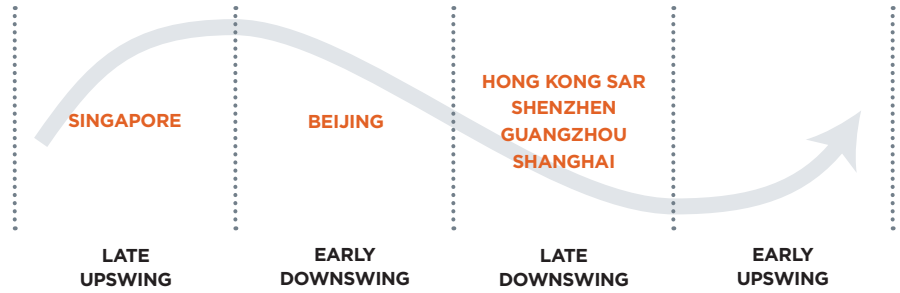 SINGAPORE
BEIJING
HONG KONG SAR
SHENZHEN
GUANGZHOU
SHANGHAI
LATE
UPSWING
EARLY
DOWNSWING
LATE
DOWNSWING
EARLY
UPSWING